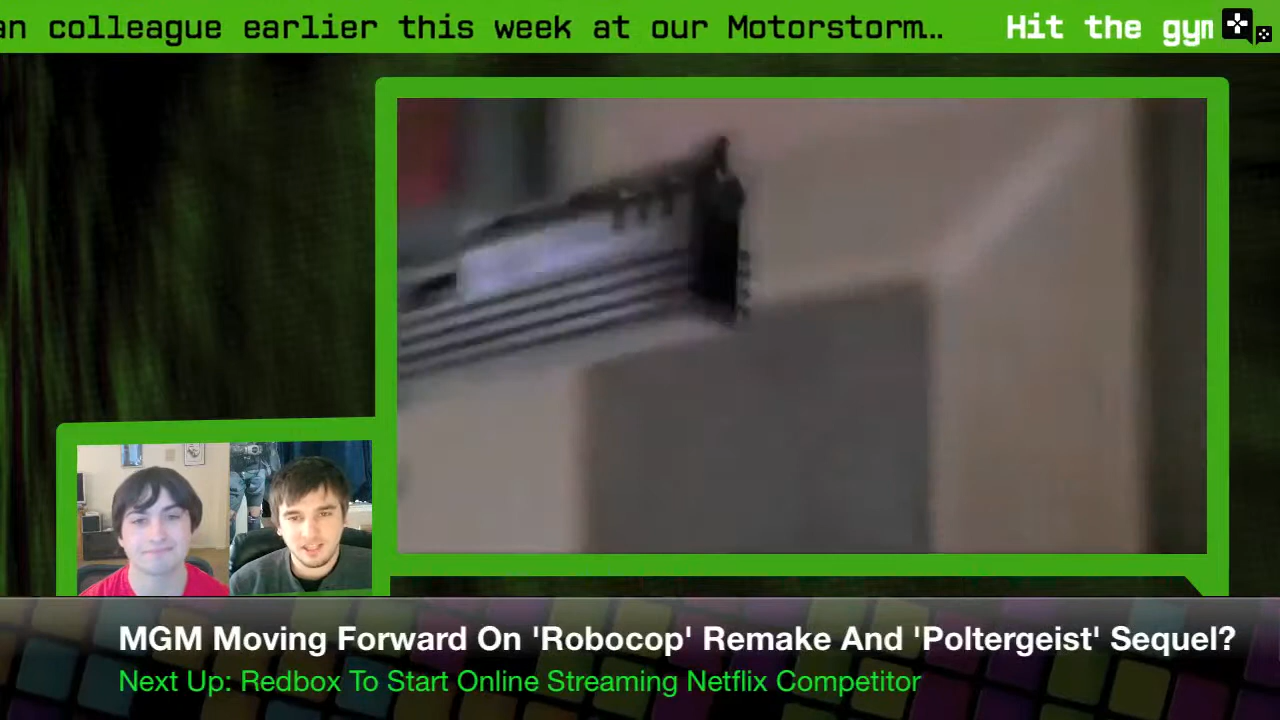 an colleague earlier this week at our Motorstorm… Hit the gym
MGM Moving Forward On 'Robocop' Remake And 'Poltergeist' Sequel?
Next Up: Redbox To Start Online Streaming Netflix Competitor